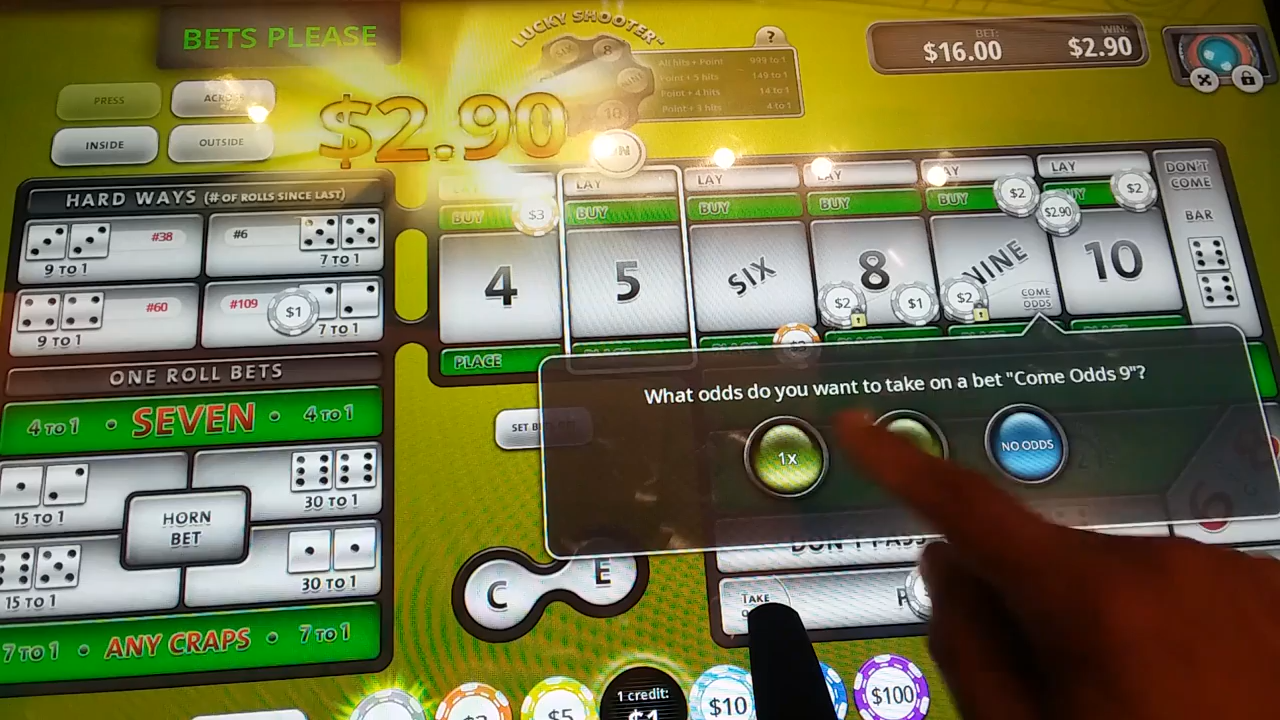 BETS PLEASE
LUCKY SHOOTER™
?
BET:
$16.00
WIN:
$2.90
All hits + Point 999 to 1
Point + 5 hits 149 to 1
Point + 4 hits 14 to 1
Point + 3 hits 4 to 1
8
10
PRESS
INSIDE
OUTSIDE
$2.90
HARD WAYS (# OF ROLLS SINCE LAST)
#38
9 TO 1
#6
7 TO 1
#60
9 TO 1
#109
$1
7 TO 1
LAY
LAY
LAY
LAY
LAY
DON'T
COME
BAR
BUY
$3
BUY
BUY
BUY
BUY
$2
BUY
$2
$2.90
4
5
SIX
8
NINE
10
$2
$1
$2
COME
ODDS
PLACE
ONE ROLL BETS
4 TO 1 • SEVEN • 4 TO 1
15 TO 1
30 TO 1
HORN
BET
15 TO 1
30 TO 1
7 TO 1 • ANY CRAPS • 7 TO 1
What odds do you want to take on a bet "Come Odds 9"?
1x
NO ODDS
DON'T PASS
C
E
TAKE
1 credit:
$1
$5
$10
$100